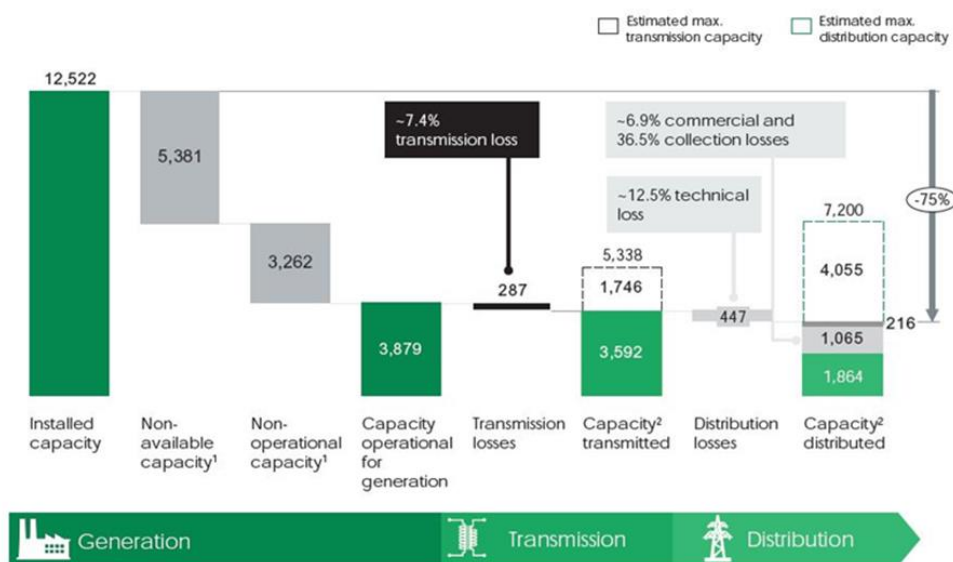 Estimated max.
transmission capacity
Estimated max.
distribution capacity
12,522
~7.4%
transmission loss
~6.9% commercial and
36.5% collection losses
5,381
~12.5% technical
loss
-75%
7,200
5,338
3,262
4,055
287
1,746
216
447
1,065
3,879
3,592
1,864
Installed
capacity
Non-
available
capacity¹
Non-
operational
capacity¹
Capacity
operational
for
generation
Transmission
losses
Capacity²
transmitted
Distribution
losses
Capacity²
distributed
Generation
Transmission
Distribution